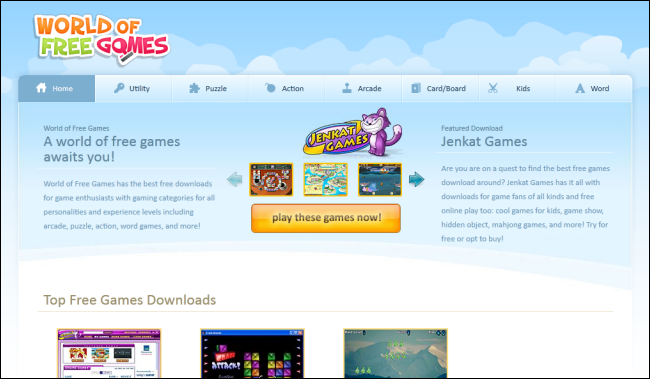 WORLD OF
FREE GAMES
Home
Utility
Puzzle
Action
Arcade
Card/Board
Kids
Word
World of Free Games
A world of free games
awaits you!
World of Free Games has the best free downloads
for game enthusiasts with gaming categories for all
personalities and experience levels including
arcade, puzzle, action, word games, and more!
JENKAT
GAMES
play these games now!
Featured Download
Jenkat Games
Are you are on a quest to find the best free games
download around? Jenkat Games has it all with
downloads for game fans of all kinds and free
online play too: cool games for kids, game show,
hidden object, mahjong games, and more! Try for
free or opt to buy!
Top Free Games Downloads
ATTACK!